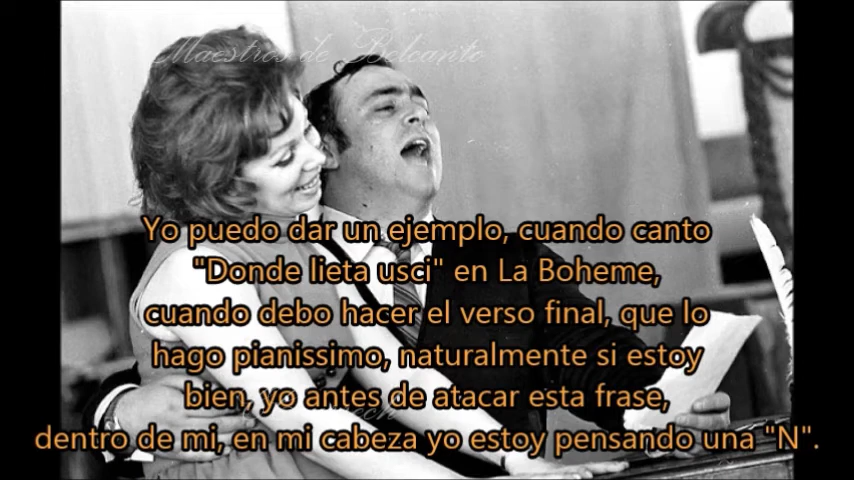 Maestros de Belcanto
Yo puedo dar un ejemplo, cuando canto
"Donde lieta usci" en La Boheme,
cuando debo hacer el verso final, que lo
hago pianissimo, naturalmente si estoy
bien, yo antes de atacar esta frase,
dentro de mi, en mi cabeza yo estoy pensando una "N".